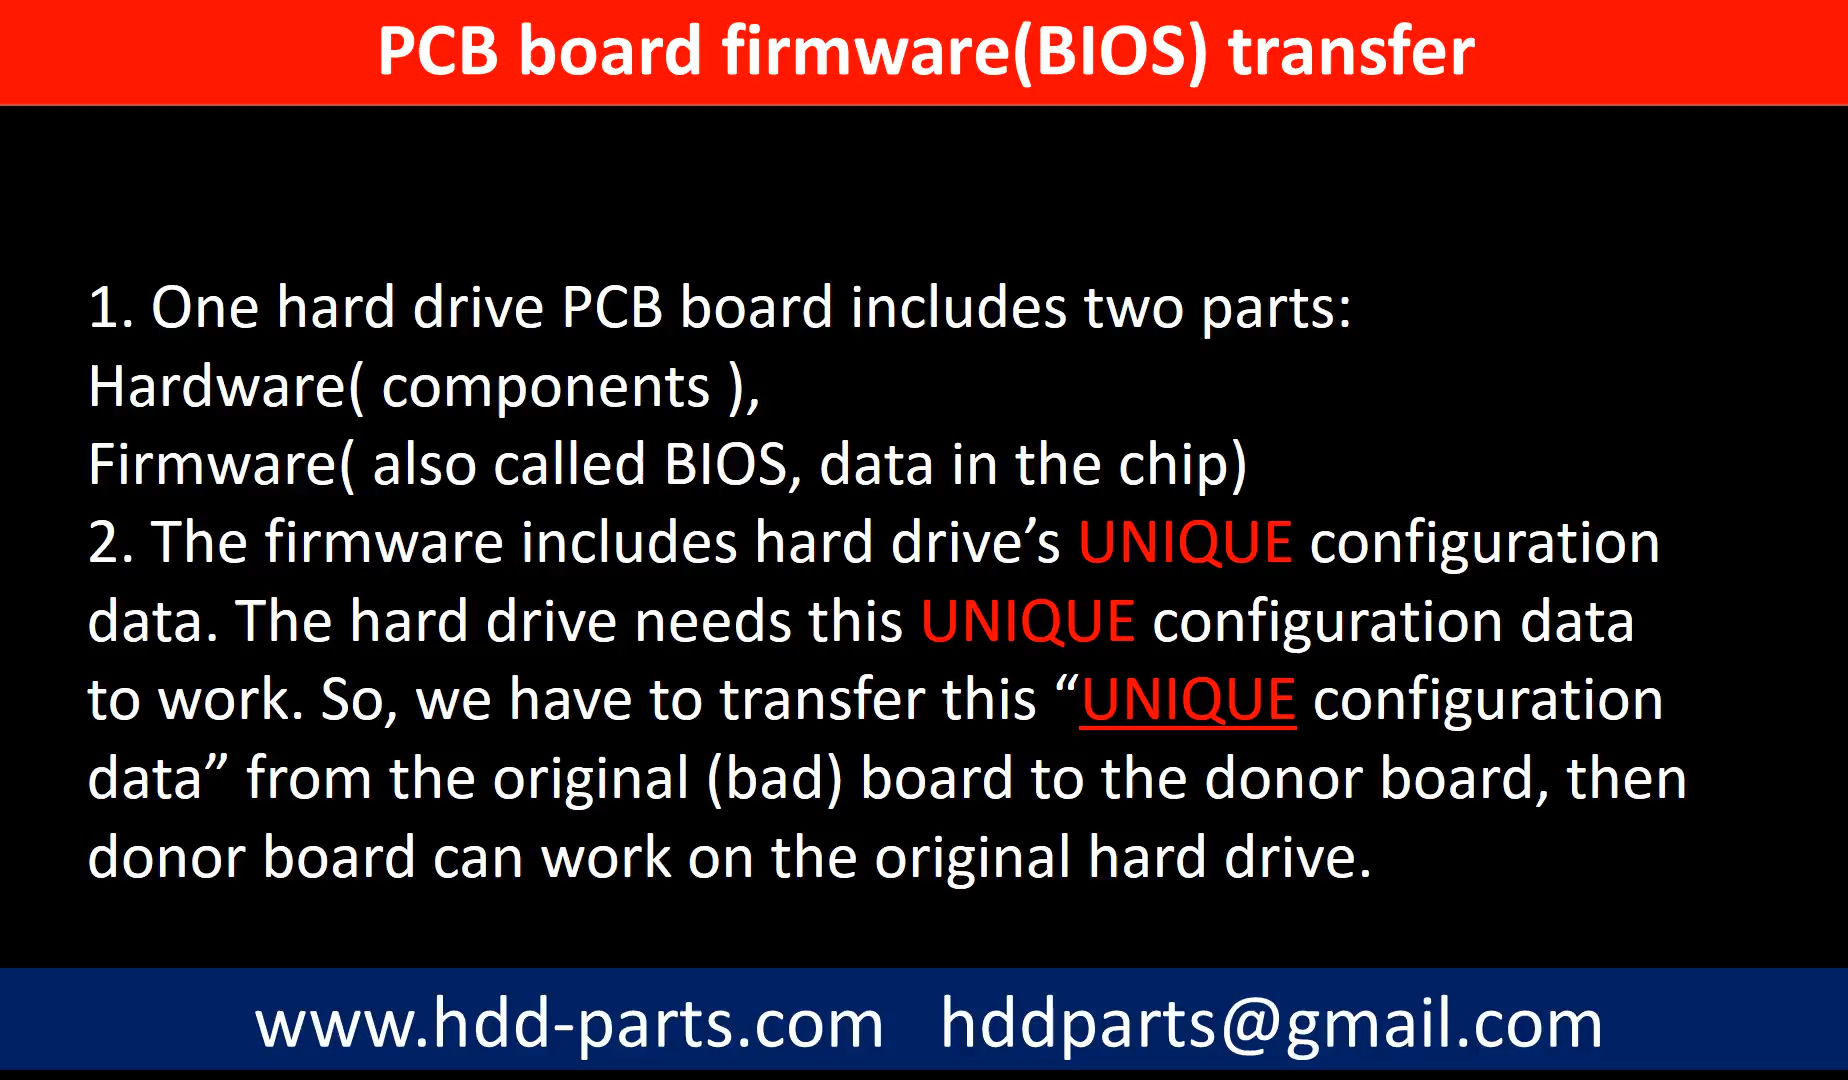 PCB board firmware(BIOS) transfer
1. One hard drive PCB board includes two parts:
Hardware( components ),
Firmware( also called BIOS, data in the chip)
2. The firmware includes hard drive’s UNIQUE configuration
data. The hard drive needs this UNIQUE configuration data
to work. So, we have to transfer this “UNIQUE configuration
data” from the original (bad) board to the donor board, then
donor board can work on the original hard drive.
www.hdd-parts.com hddparts@gmail.com